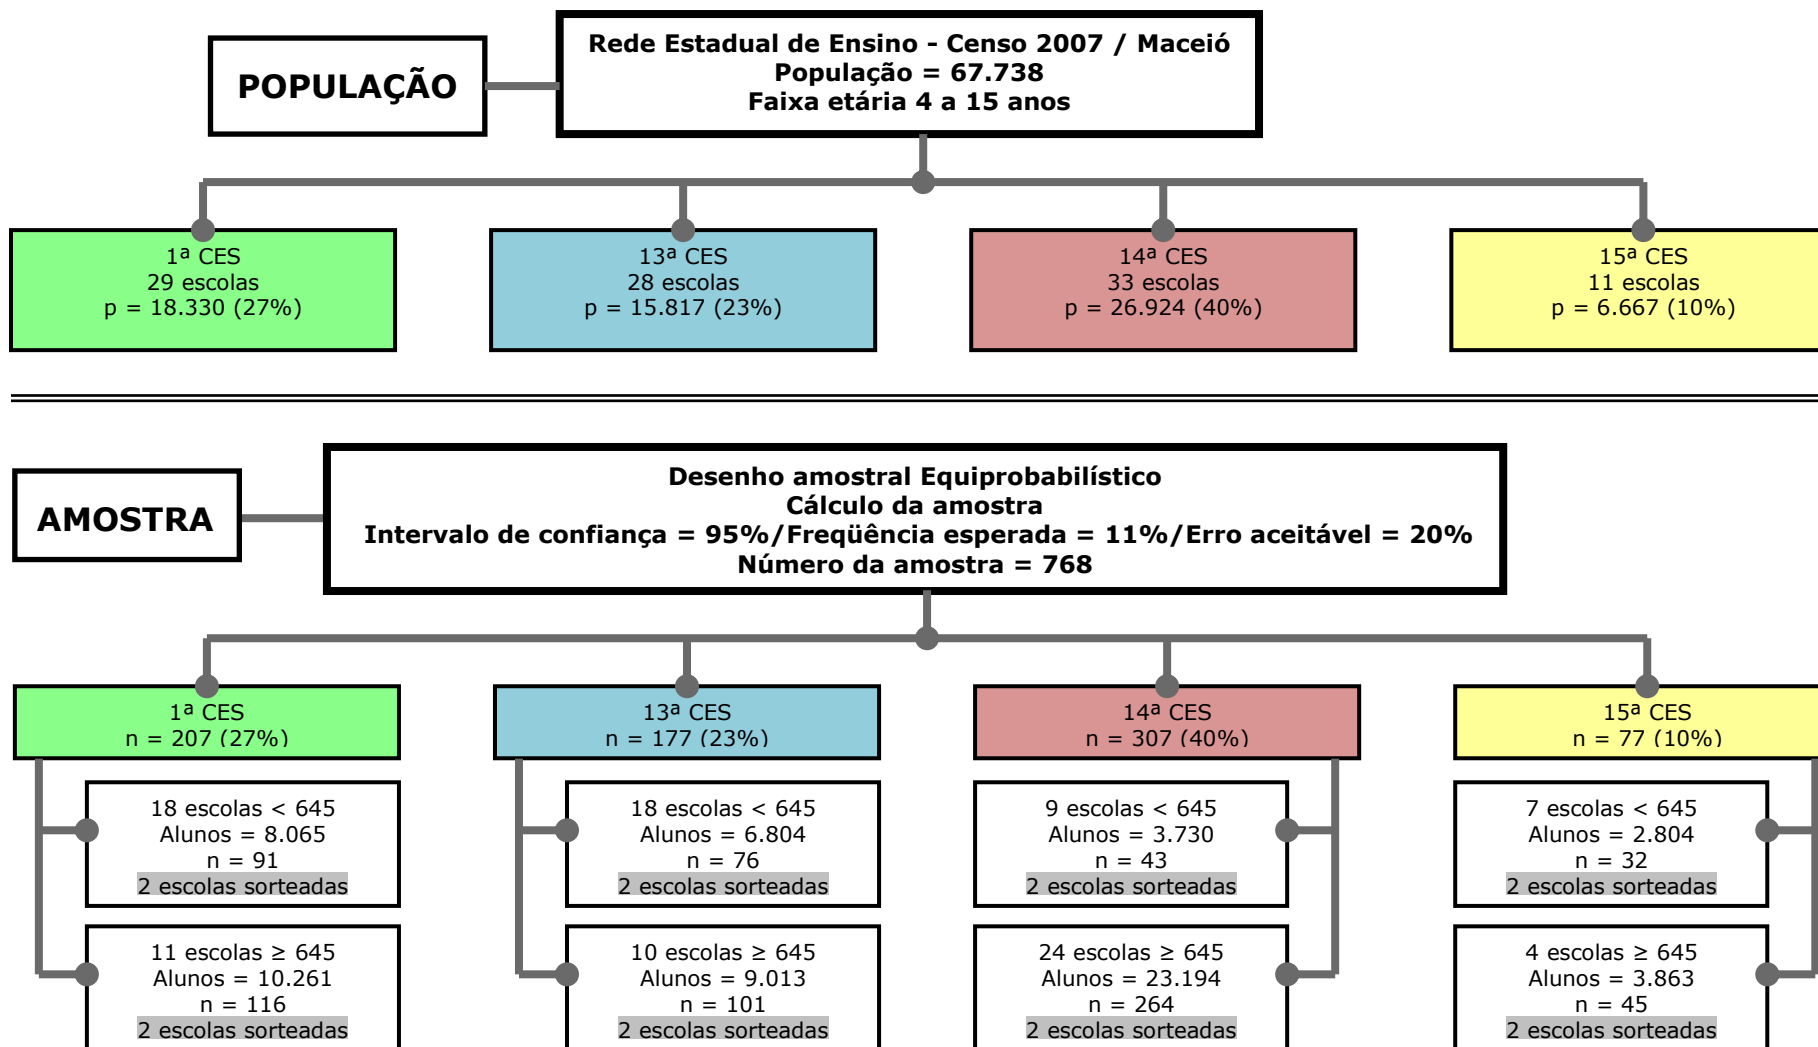 POPULAÇÃO
Rede Estadual de Ensino - Censo 2007 / Maceió
População = 67.738
Faixa etária 4 a 15 anos
1ª CES
29 escolas
p = 18.330 (27%)
13ª CES
28 escolas
p = 15.817 (23%)
14ª CES
33 escolas
p = 26.924 (40%)
15ª CES
11 escolas
p = 6.667 (10%)
AMOSTRA
Desenho amostral Equiprobabilístico
Cálculo da amostra
Intervalo de confiança = 95%/Freqüência esperada = 11%/Erro aceitável = 20%
Número da amostra = 768
1ª CES
n = 207 (27%)
13ª CES
n = 177 (23%)
14ª CES
n = 307 (40%)
15ª CES
n = 77 (10%)
18 escolas < 645
Alunos = 8.065
n = 91
2 escolas sorteadas
18 escolas < 645
Alunos = 6.804
n = 76
2 escolas sorteadas
9 escolas < 645
Alunos = 3.730
n = 43
2 escolas sorteadas
7 escolas < 645
Alunos = 2.804
n = 32
2 escolas sorteadas
11 escolas ≥ 645
Alunos = 10.261
n = 116
2 escolas sorteadas
10 escolas ≥ 645
Alunos = 9.013
n = 101
2 escolas sorteadas
24 escolas ≥ 645
Alunos = 23.194
n = 264
2 escolas sorteadas
4 escolas ≥ 645
Alunos = 3.863
n = 45
2 escolas sorteadas